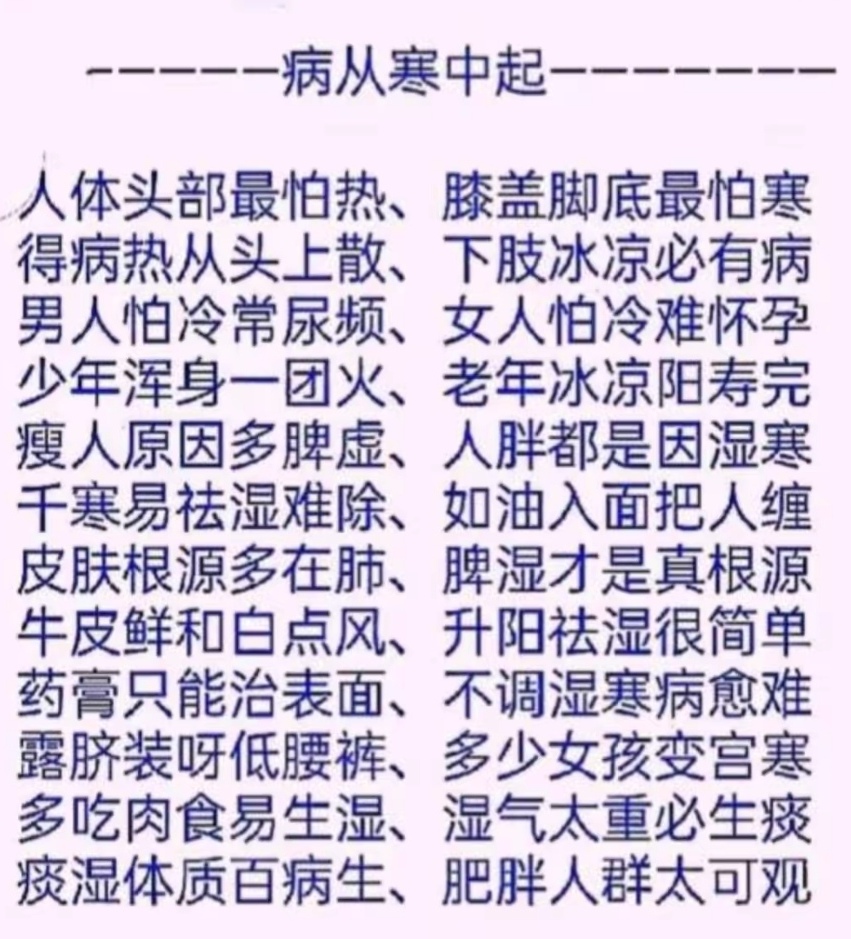 -----病从寒中起-------
人体头部最怕热、膝盖脚底最怕寒
得病热从头上散、下肢冰凉必有病
男人怕冷常尿频、女人怕冷难怀孕
少年浑身一团火、老年冰凉阳寿完
瘦人原因多脾虚、人胖都是因湿寒
千寒易祛湿难除、如油入面把人缠
皮肤根源多在肺、脾湿才是真根源
牛皮鲜和白点风、升阳祛湿很简单
药膏只能治表面、不调湿寒病愈难
露脐装呀低腰裤、多少女孩变宫寒
多吃肉食易生湿、湿气太重必生痰
痰湿体质百病生、肥胖人群太可观